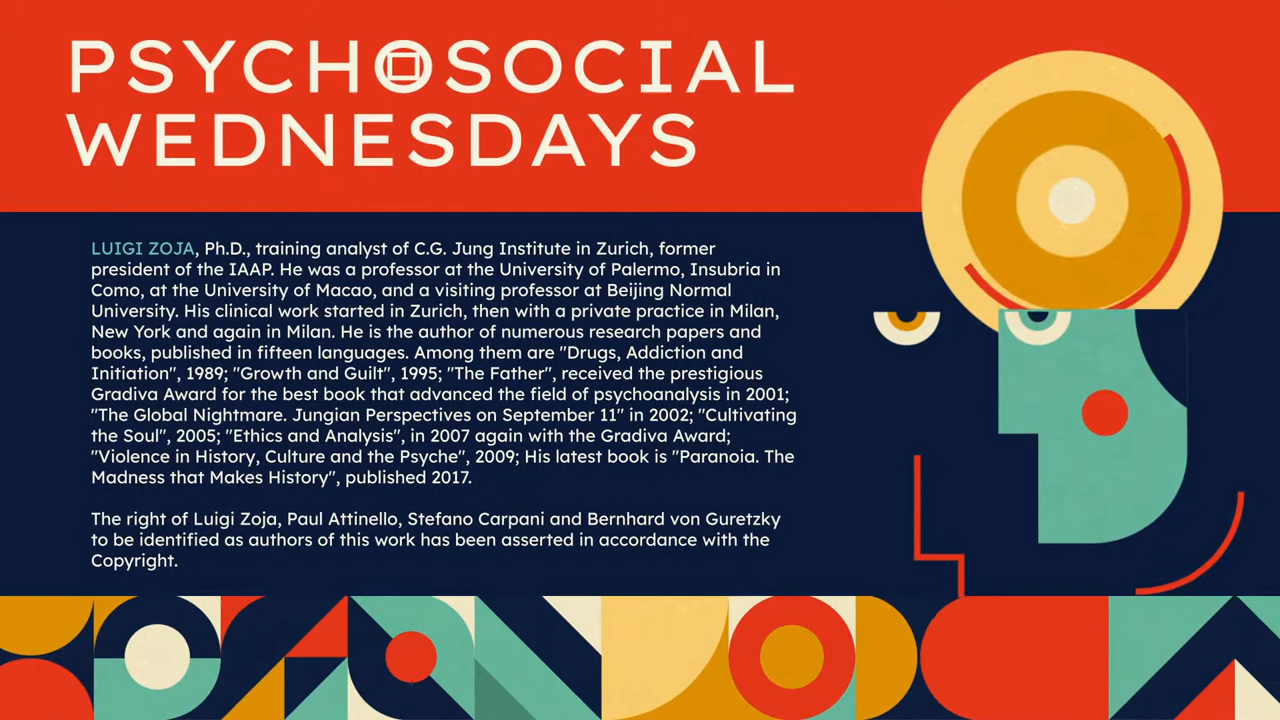 PSYCHOSOCIAL
WEDNESDAYS
LUIGI ZOJA, Ph.D., training analyst of C.G. Jung Institute in Zurich, former
president of the IAAP. He was a professor at the University of Palermo, Insubria in
Como, at the University of Macao, and a visiting professor at Beijing Normal
University. His clinical work started in Zurich, then with a private practice in Milan,
New York and again in Milan. He is the author of numerous research papers and
books, published in fifteen languages. Among them are "Drugs, Addiction and
Initiation", 1989; "Growth and Guilt", 1995; "The Father", received the prestigious
Gradiva Award for the best book that advanced the field of psychoanalysis in 2001;
"The Global Nightmare. Jungian Perspectives on September 11" in 2002; "Cultivating
the Soul", 2005; "Ethics and Analysis", in 2007 again with the Gradiva Award;
"Violence in History, Culture and the Psyche", 2009; His latest book is "Paranoia. The
Madness that Makes History", published 2017.
The right of Luigi Zoja, Paul Attinello, Stefano Carpani and Bernhard von Guretzky
to be identified as authors of this work has been asserted in accordance with the
Copyright.